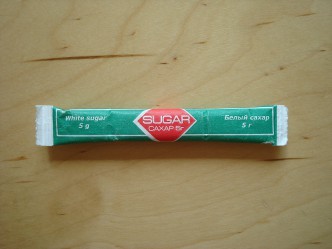 White sugar
5 g
SUGAR
САХАР 5г
Белый сахар
5 г